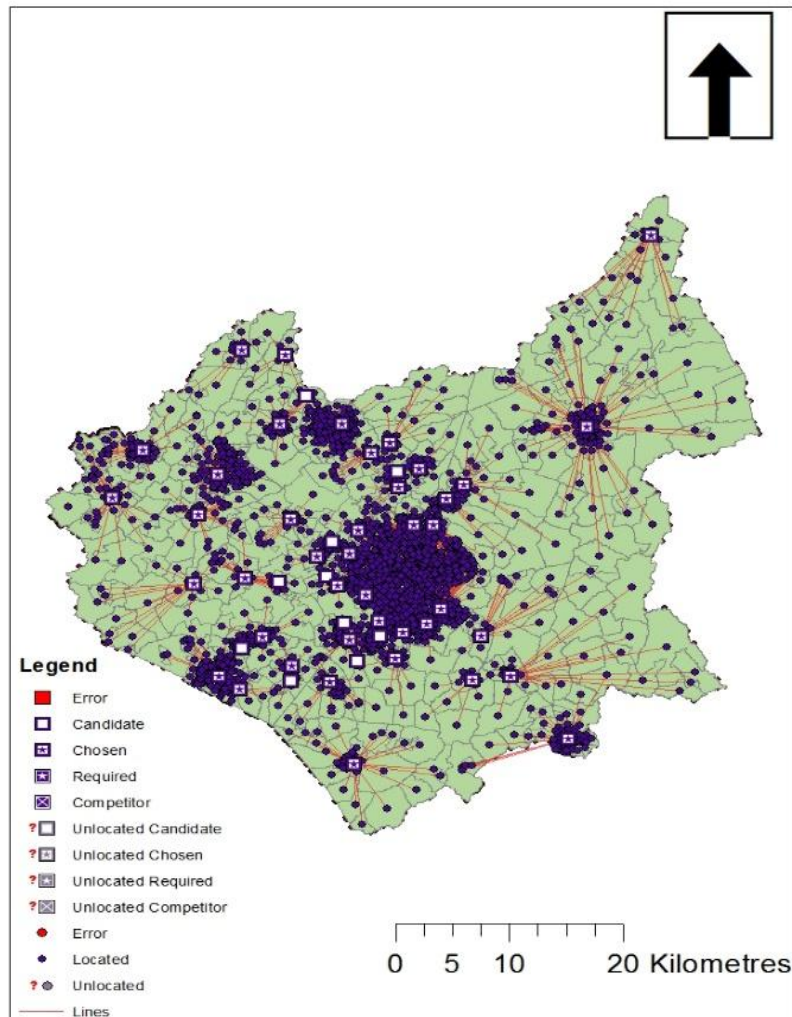 Legend
Error
Candidate
Chosen
Required
Competitor
? Unlocated Candidate
? Unlocated Chosen
? Unlocated Required
? Unlocated Competitor
Error
Located
? Unlocated
Lines
0 5 10 20 Kilometres